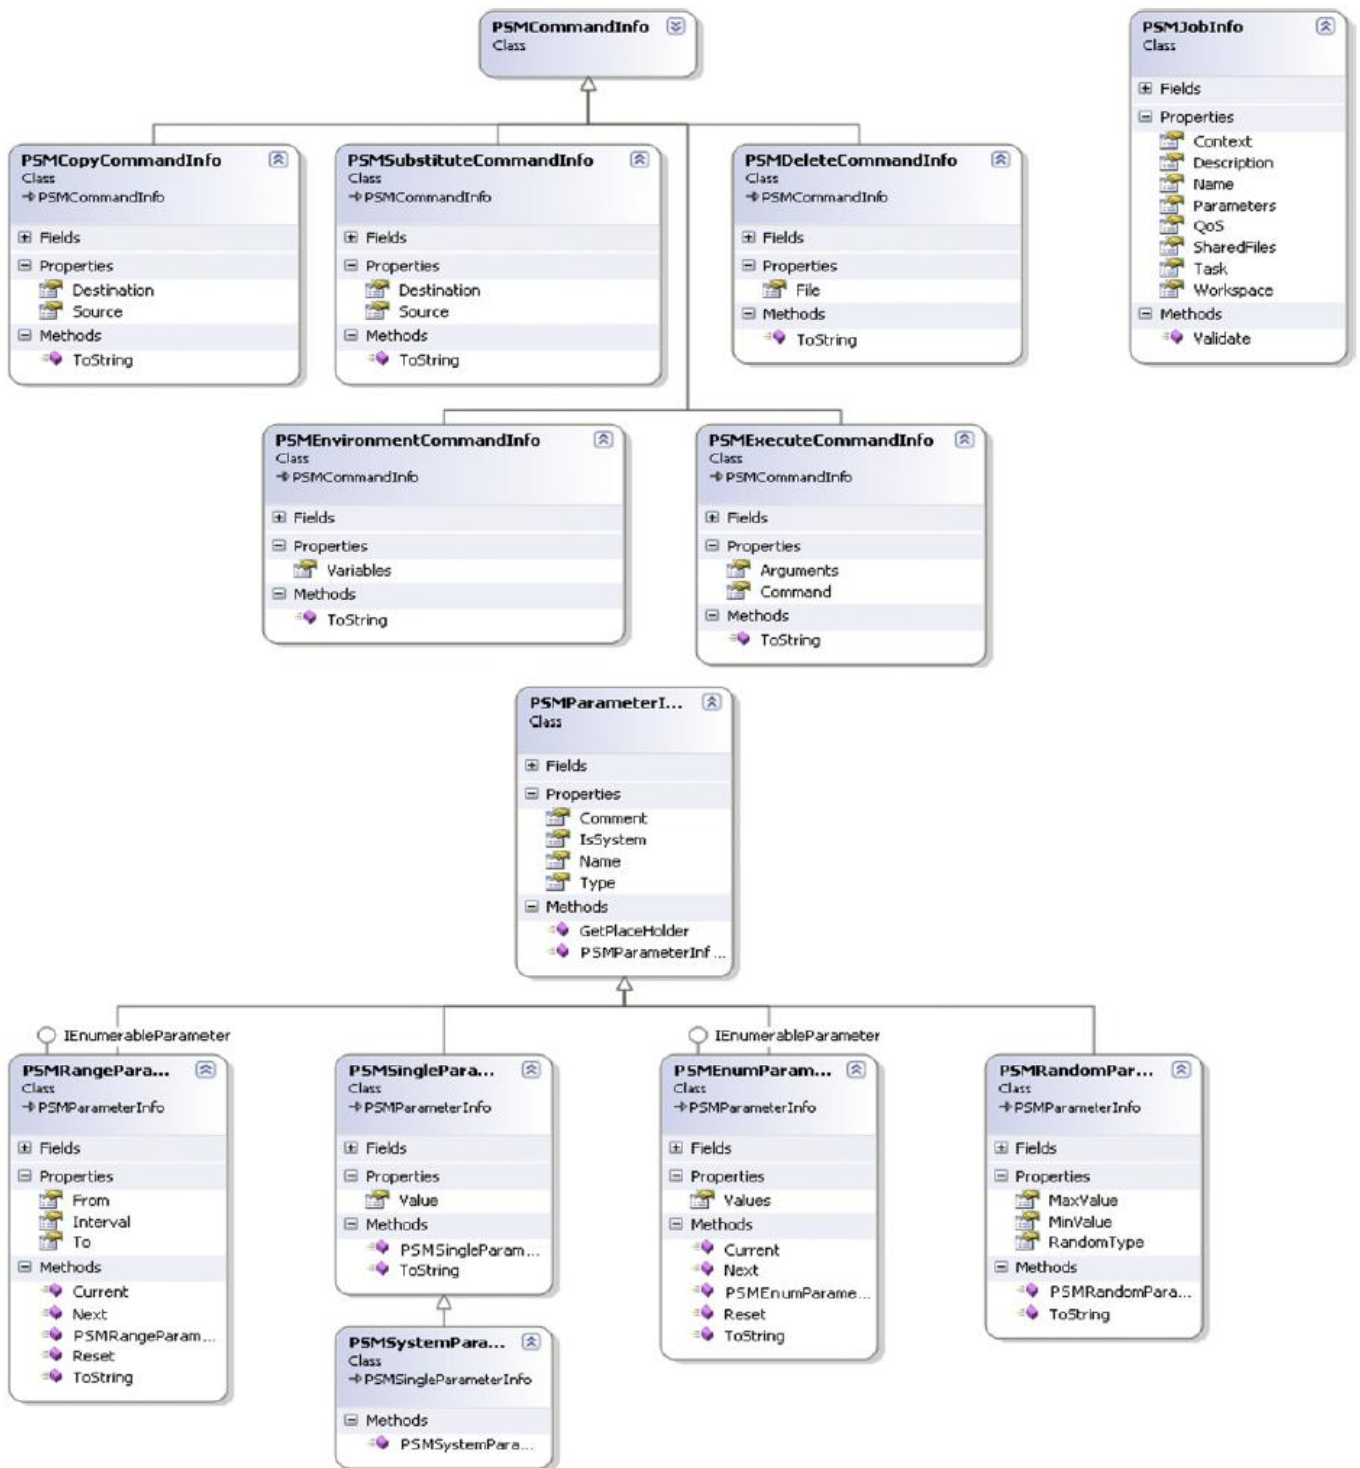 PSMCommandInfo
Class
PSMJobInfo
Class
Fields
Properties
Context
Description
Name
Parameters
QoS
SharedFiles
Task
Workspace
Methods
Validate
PSMCopyCommandInfo
Class
PSMCommandInfo
Fields
Properties
Destination
Source
Methods
ToString
PSMSubstituteCommandInfo
Class
PSMCommandInfo
Fields
Properties
Destination
Source
Methods
ToString
PSMDeleteCommandInfo
Class
PSMCommandInfo
Fields
Properties
File
Methods
ToString
PSMEnvironmentCommandInfo
Class
PSMCommandInfo
Fields
Properties
Variables
Methods
ToString
PSMExecuteCommandInfo
Class
PSMCommandInfo
Fields
Properties
Arguments
Command
Methods
ToString
PSMParameterI...
Class
Fields
Properties
Comment
IsSystem
Name
Type
Methods
GetPlaceHolder
PSMParameterInf...
IEnumerableParameter
PSMRangePara...
Class
PSMParameterInfo
Fields
Properties
From
Interval
To
Methods
Current
Next
PSMRangeParam...
Reset
ToString
PSMSinglePara...
Class
PSMParameterInfo
Fields
Properties
Value
Methods
PSMSingleParam...
ToString
PSMSystemPara...
Class
PSMSingleParameterInfo
Methods
PSMSystemPara...
IEnumerableParameter
PSMEnumParam...
Class
PSMParameterInfo
Fields
Properties
Values
Methods
Current
Next
PSMEnumParame...
Reset
ToString
PSMRandomPar...
Class
PSMParameterInfo
Fields
Properties
MaxValue
MinValue
RandomType
Methods
PSMRandomPara...
ToString